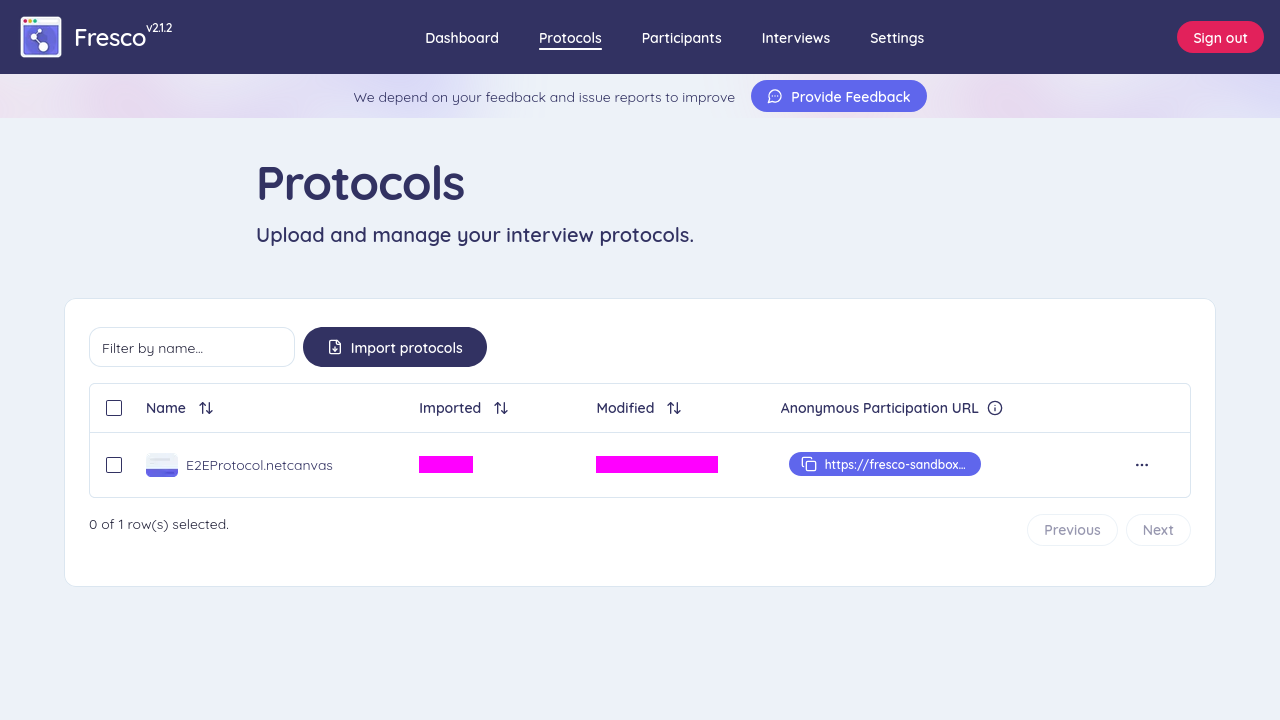 Fresco v2.1.2
Dashboard
Protocols
Participants
Interviews
Settings
Sign out
We depend on your feedback and issue reports to improve
Provide Feedback
Protocols
Upload and manage your interview protocols.
Filter by name...
Import protocols
Name
Imported
Modified
Anonymous Participation URL
E2EProtocol.netcanvas
https://fresco-sandbox...
0 of 1 row(s) selected.
Previous
Next